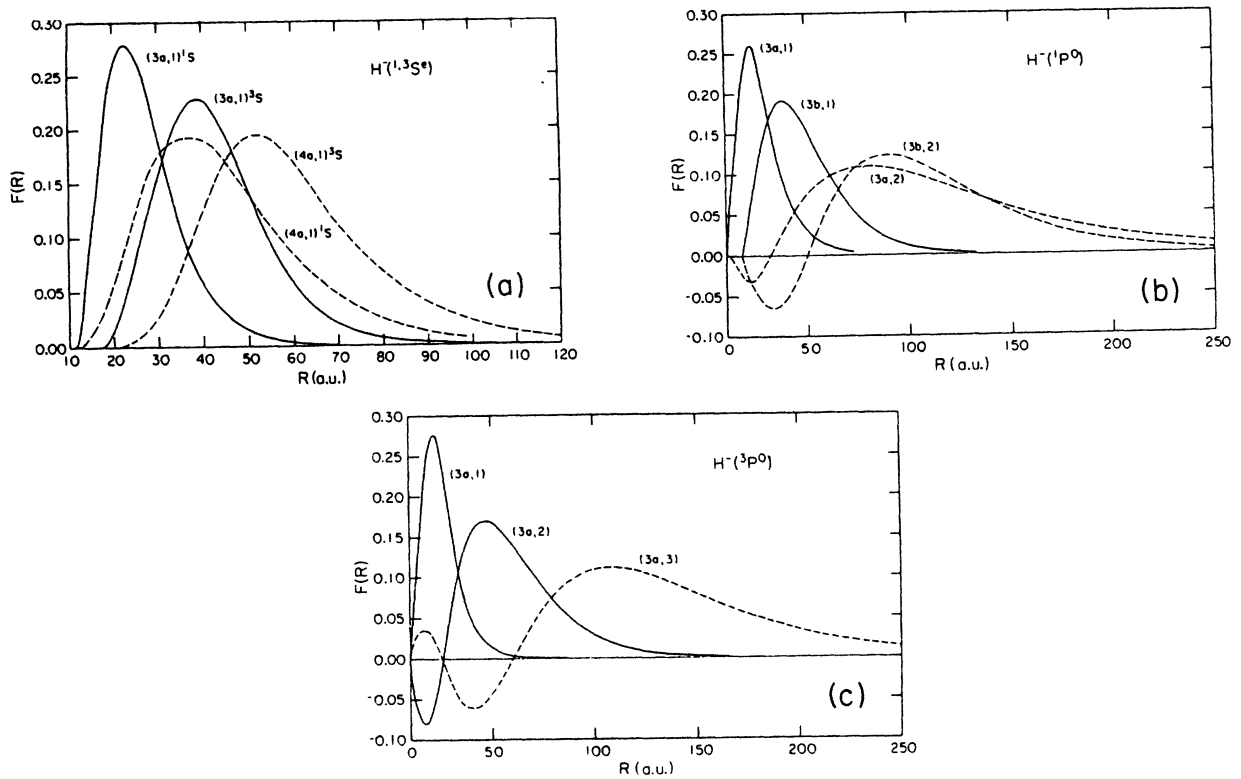 0.30
0.25
0.20
0.15
0.10
0.05
0.00
F(R)
(3a,1)¹S
H⁻(¹,³Sᵉ)
(3a,1)³S
(4a,1)³S
(4a,1)¹S
(a)
10 20 30 40 50 60 70 80 90 100 110 120
R(a.u.)
0.30
0.25
0.20
0.15
0.10
0.05
0.00
-0.05
-0.10
F(R)
(3a,1)
H⁻(¹P⁰)
(3b,1)
(3b,2)
(3a,2)
(b)
0 50 100 150 200 250
R (a.u.)
0.30
0.25
0.20
0.15
0.10
0.05
0.00
-0.05
-0.10
F(R)
(3a,1)
H⁻(³P⁰)
(3a,2)
(3a,3)
(c)
0 50 100 150 200 250
R(a.u.)